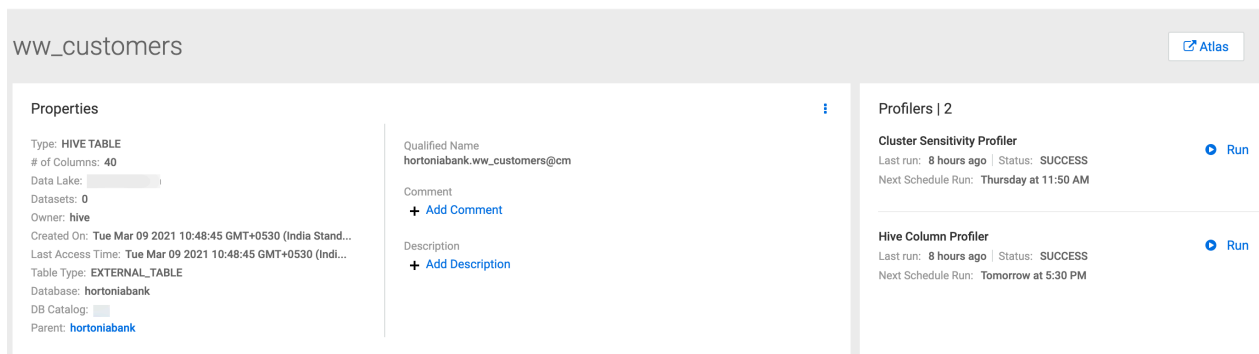 ww_customers
Atlas
Properties
Type: HIVE TABLE
# of Columns: 40
Data Lake:
Datasets: 0
Owner: hive
Created On: Tue Mar 09 2021 10:48:45 GMT+0530 (India Stand...
Last Access Time: Tue Mar 09 2021 10:48:45 GMT+0530 (Indi...
Table Type: EXTERNAL_TABLE
Database: hortoniabank
DB Catalog:
Parent: hortoniabank
Qualified Name
hortoniabank.ww_customers@cm
Comment
+ Add Comment
Description
+ Add Description
Profilers | 2
Cluster Sensitivity Profiler
Last run: 8 hours ago | Status: SUCCESS
Next Schedule Run: Thursday at 11:50 AM
Run
Hive Column Profiler
Last run: 8 hours ago | Status: SUCCESS
Next Schedule Run: Tomorrow at 5:30 PM
Run